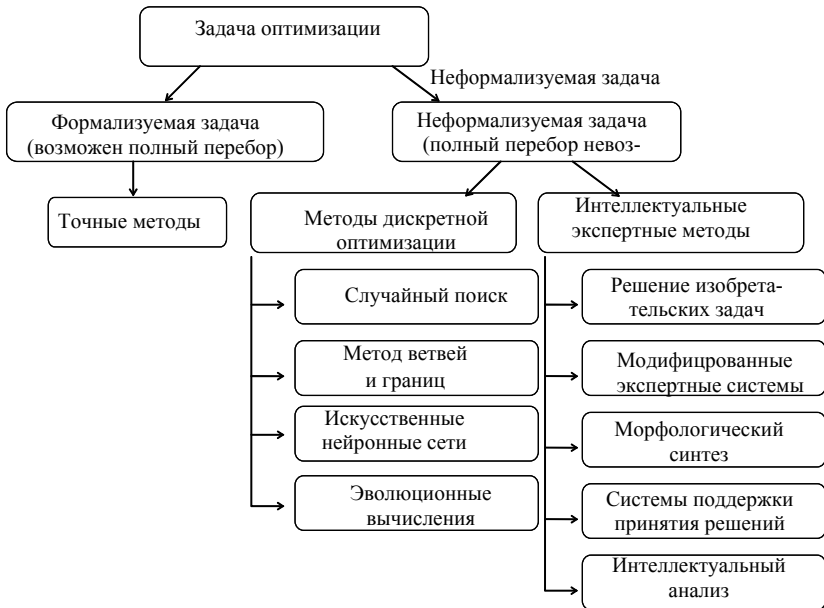 Задача оптимизации
Неформализуемая задача
Формализуемая задача
(возможен полный перебор)
Неформализуемая задача
(полный перебор невоз-
Точные методы
Методы дискретной
оптимизации
Интеллектуальные
экспертные методы
Случайный поиск
Метод ветвей
и границ
Искусственные
нейронные сети
Эволюционные
вычисления
Решение изобрета-
тельских задач
Модифицрованные
экспертные системы
Морфологический
синтез
Системы поддержки
принятия решений
Интеллектуальный
анализ